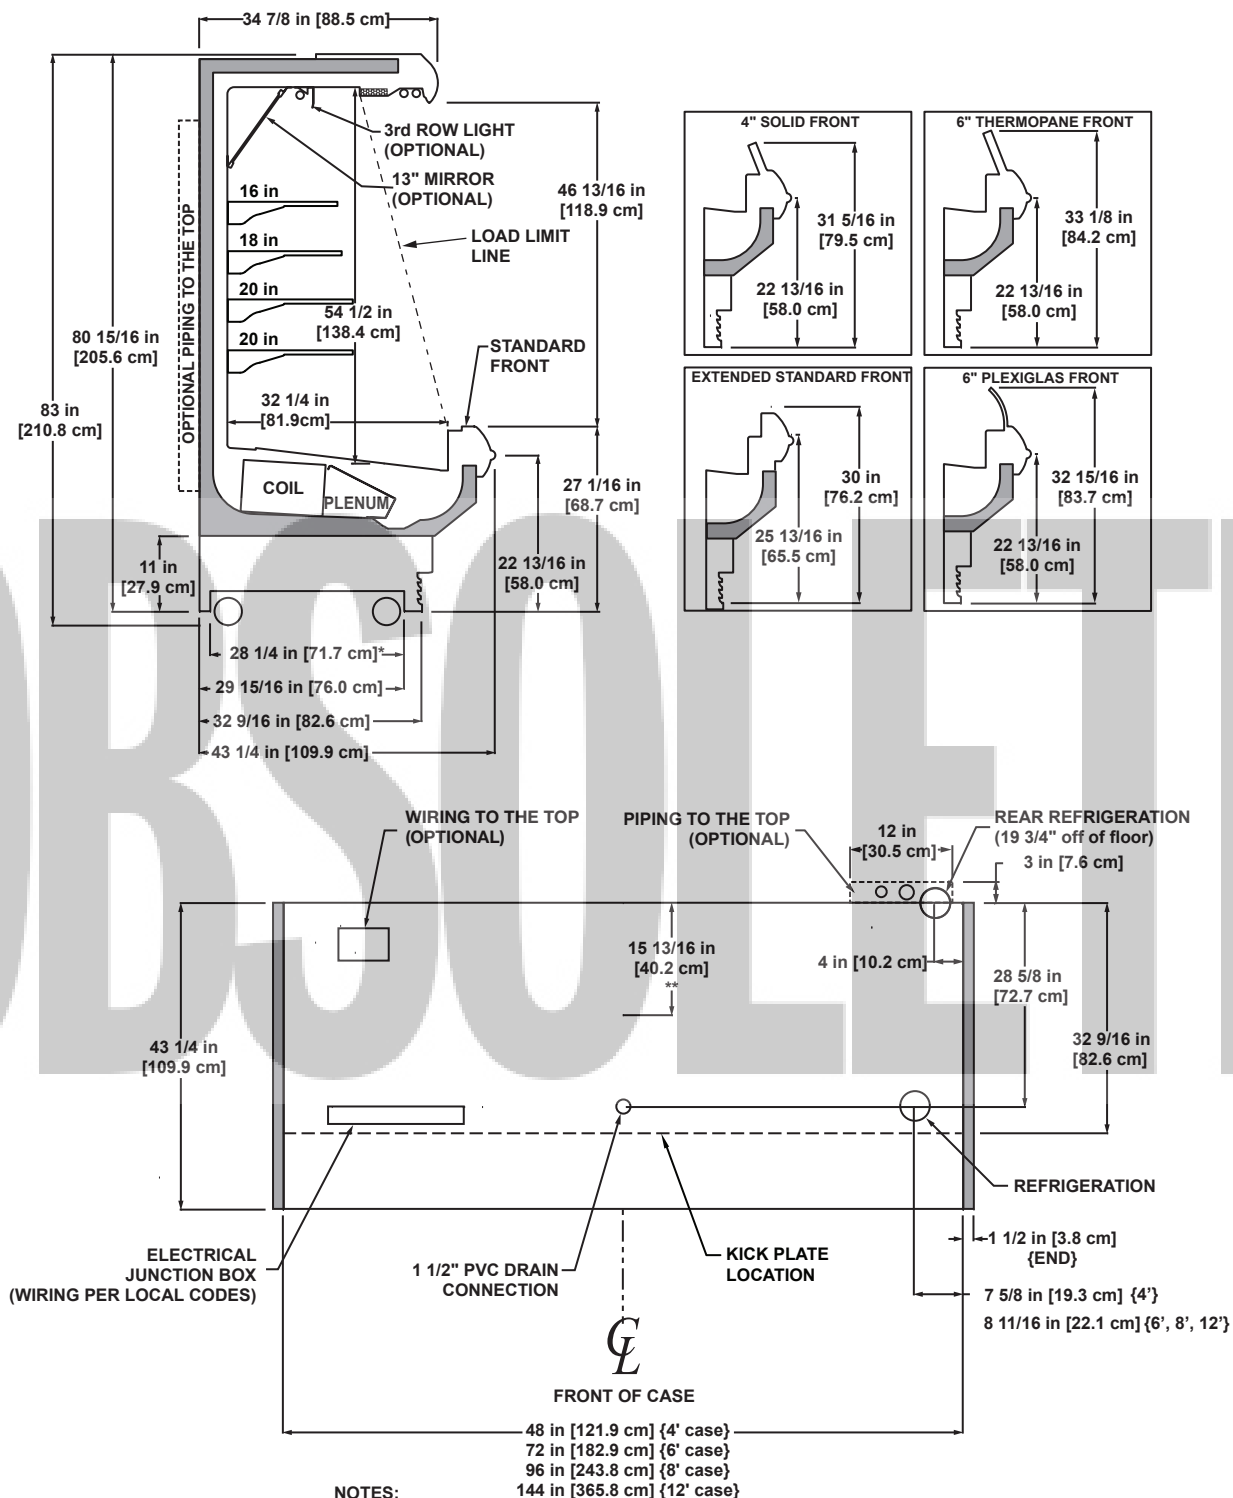 34 7/8 in [88.5 cm]
3rd ROW LIGHT
(OPTIONAL)
13" MIRROR
(OPTIONAL)
LOAD LIMIT
LINE
46 13/16 in
[118.9 cm]
16 in
18 in
20 in
20 in
54 1/2 in
[138.4 cm]
OPTIONAL PIPING TO THE TOP
80 15/16 in
[205.6 cm]
83 in
[210.8 cm]
STANDARD
FRONT
32 1/4 in
[81.9cm]
COIL
PLENUM
27 1/16 in
[68.7 cm]
22 13/16 in
[58.0 cm]
11 in
[27.9 cm]
28 1/4 in [71.7 cm]*
29 15/16 in [76.0 cm]
32 9/16 in [82.6 cm]
43 1/4 in [109.9 cm]
4" SOLID FRONT
31 5/16 in
[79.5 cm]
22 13/16 in
[58.0 cm]
6" THERMOPANE FRONT
33 1/8 in
[84.2 cm]
22 13/16 in
[58.0 cm]
EXTENDED STANDARD FRONT
30 in
[76.2 cm]
25 13/16 in
[65.5 cm]
6" PLEXIGLAS FRONT
32 15/16 in
[83.7 cm]
22 13/16 in
[58.0 cm]
OBSOLETE
WIRING TO THE TOP
(OPTIONAL)
PIPING TO THE TOP
(OPTIONAL)
12 in
[30.5 cm]
REAR REFRIGERATION
(19 3/4" off of floor)
3 in [7.6 cm]
15 13/16 in
[40.2 cm]
**
4 in [10.2 cm]
28 5/8 in
[72.7 cm]
43 1/4 in
[109.9 cm]
32 9/16 in
[82.6 cm]
REFRIGERATION
1 1/2 in [3.8 cm]
{END}
ELECTRICAL
JUNCTION BOX
(WIRING PER LOCAL CODES)
1 1/2" PVC DRAIN
CONNECTION
KICK PLATE
LOCATION
7 5/8 in [19.3 cm] {4'}
8 11/16 in [22.1 cm] {6', 8', 12'}
CL
FRONT OF CASE
48 in [121.9 cm] {4' case}
72 in [182.9 cm] {6' case}
96 in [243.8 cm] {8' case}
144 in [365.8 cm] {12' case}
NOTES: